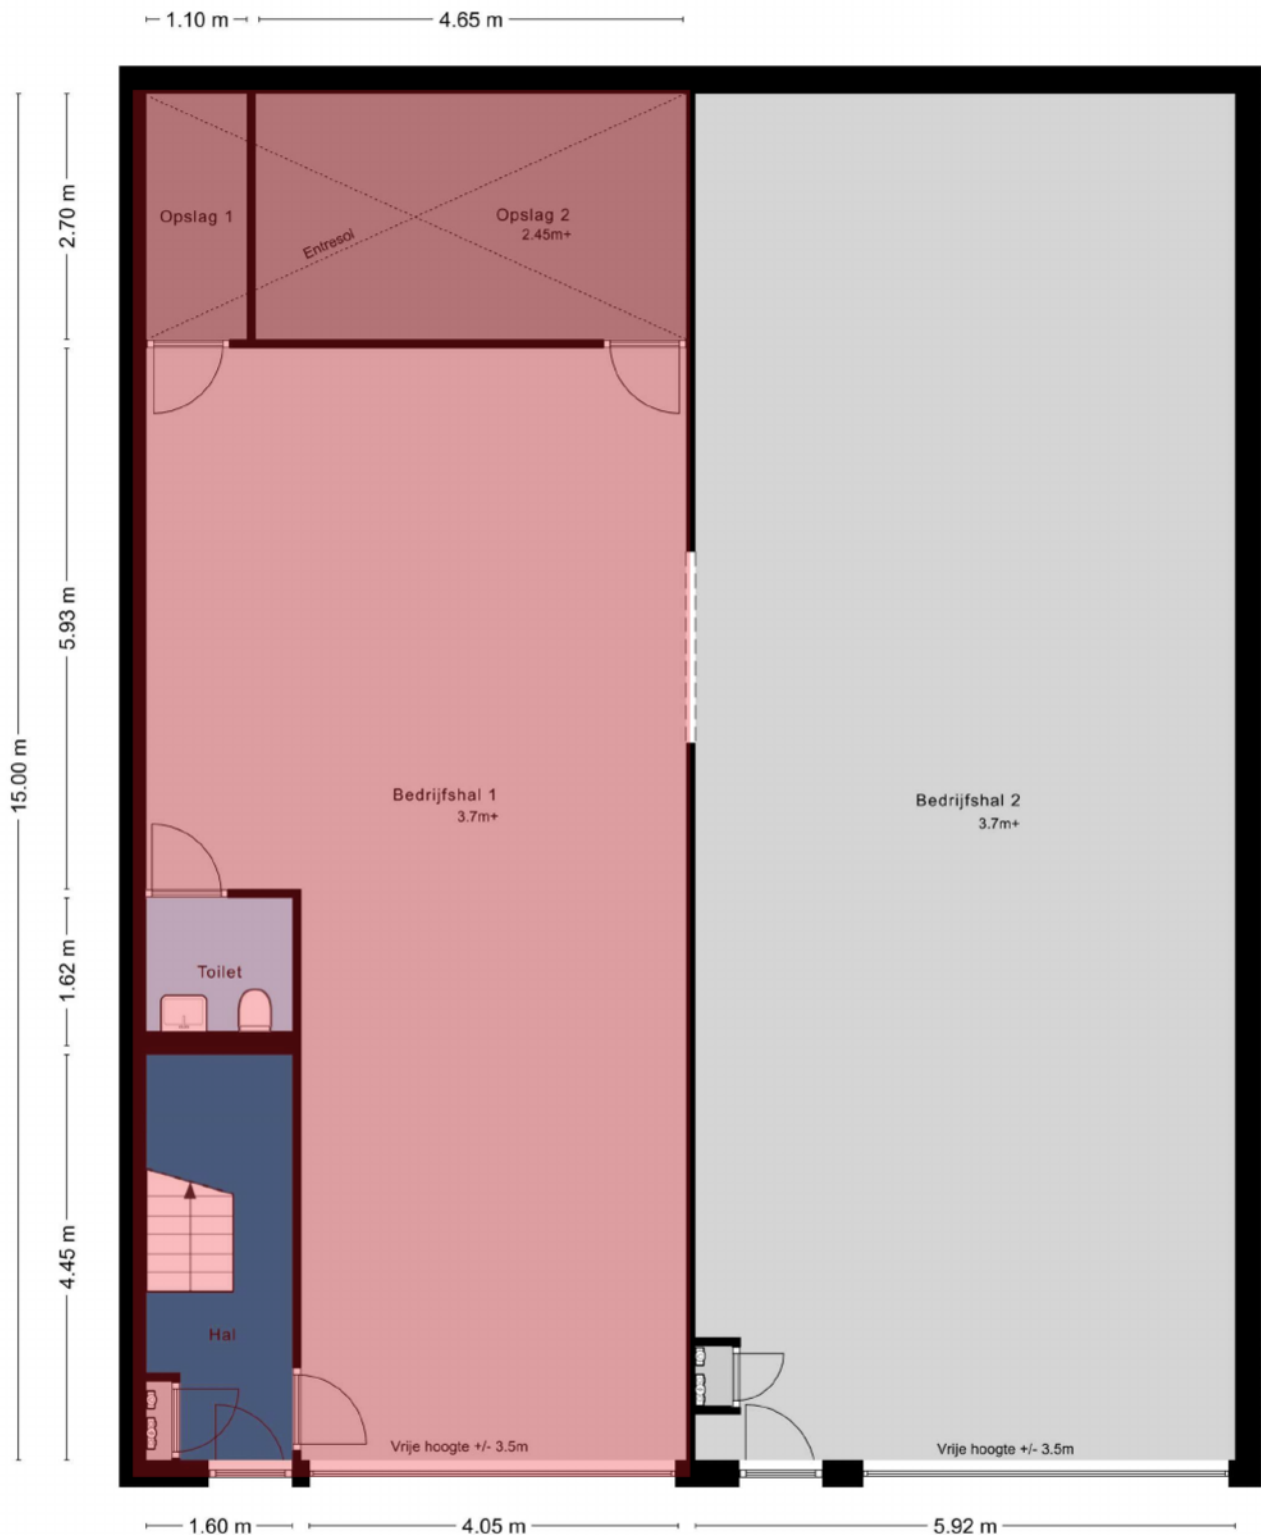 1.10 m
4.65 m
2.70 m
Opslag 1
Opslag 2
2.45m+
Entresol
5.93 m
15.00 m
Bedrijfshal 1
3.7m+
Bedrijfshal 2
3.7m+
1.62 m
Toilet
4.45 m
Hal
Vrije hoogte +/- 3.5m
Vrije hoogte +/- 3.5m
1.60 m
4.05 m
5.92 m